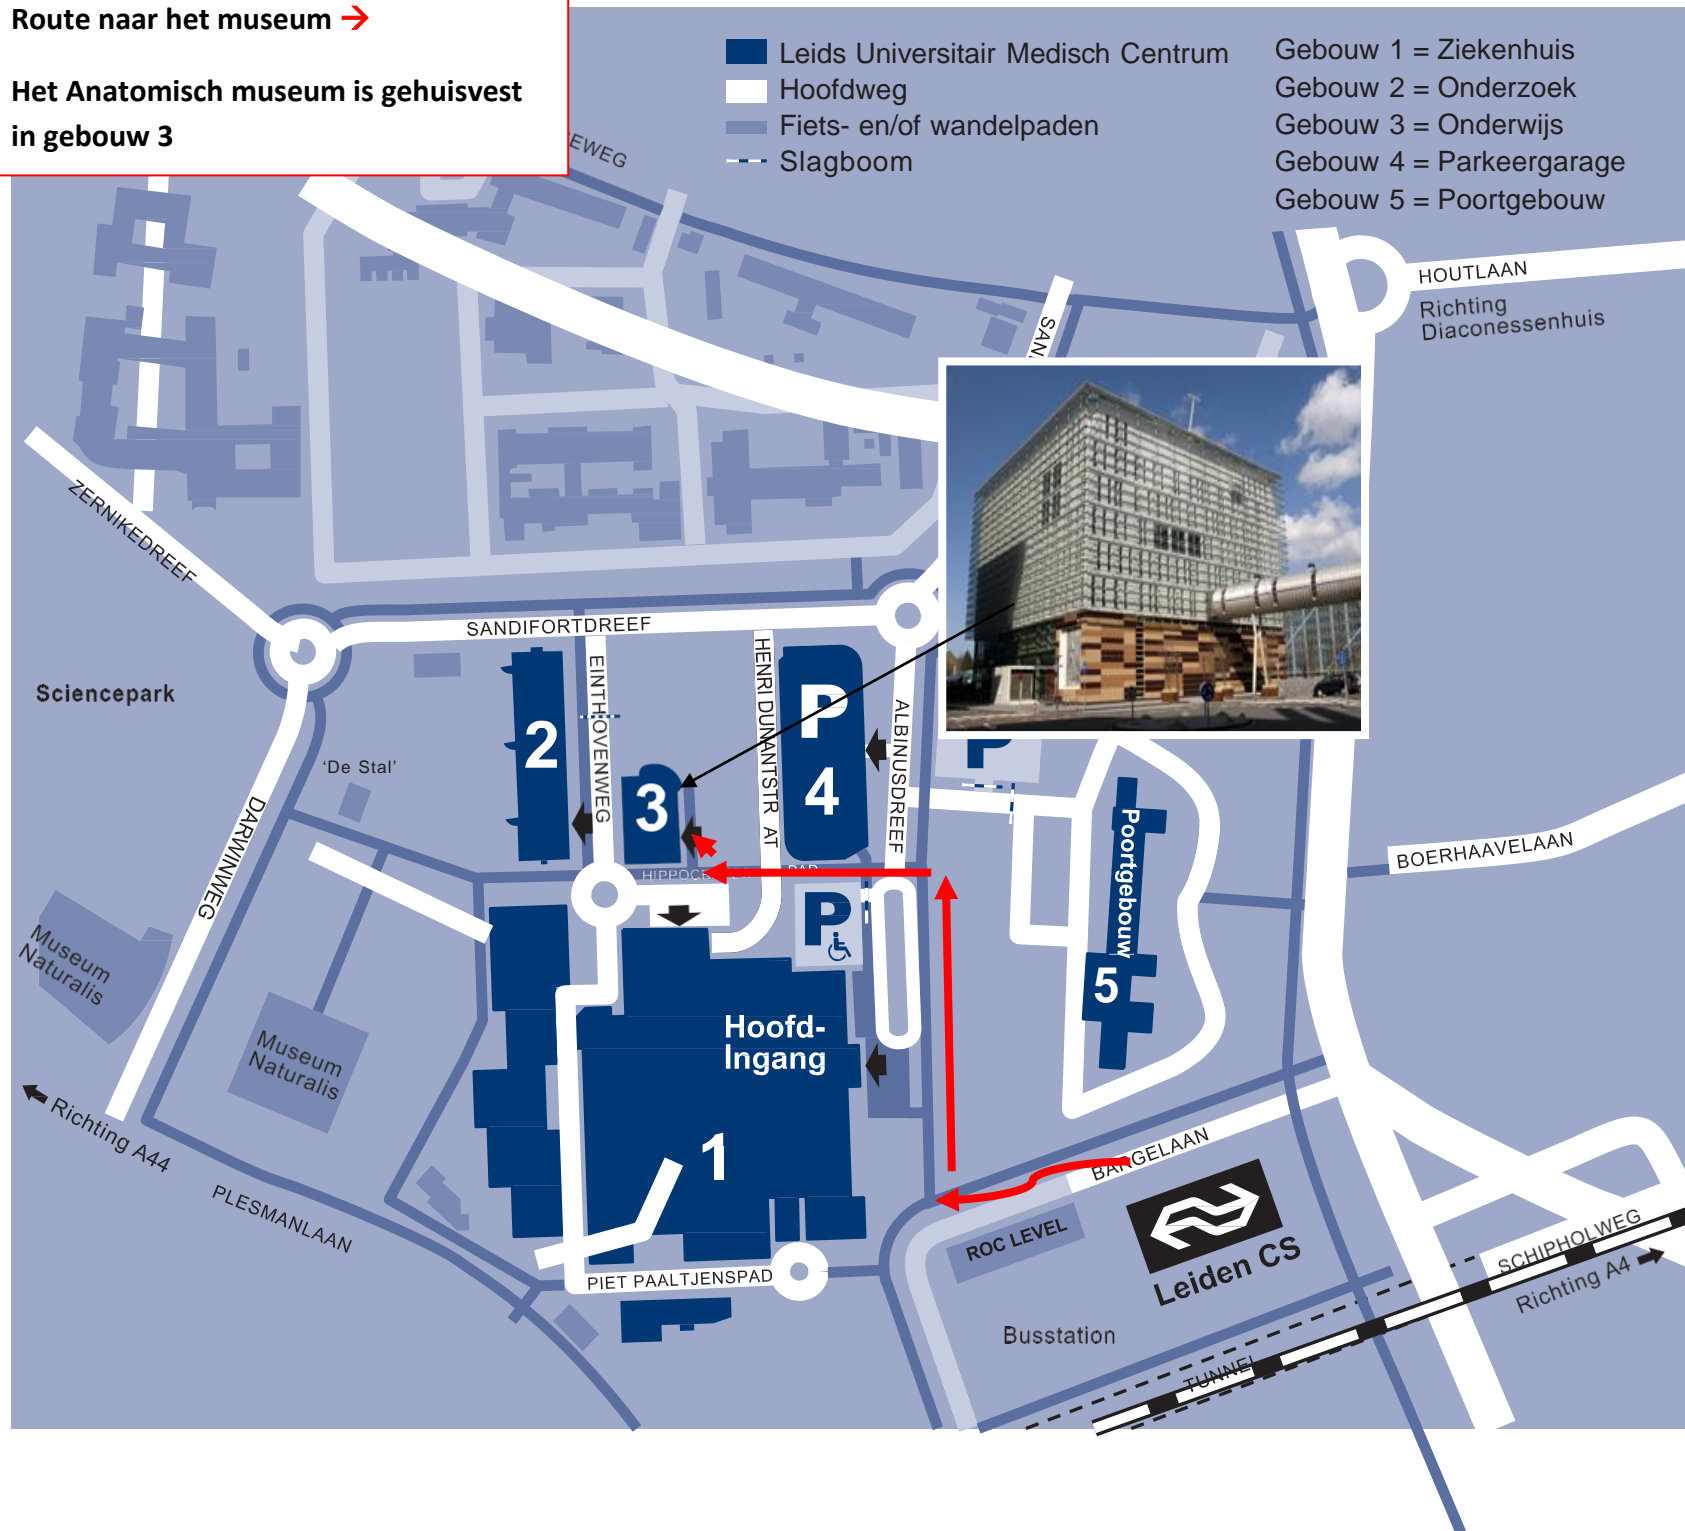 Route naar het museum →
Het Anatomisch museum is gehuisvest
in gebouw 3
Leids Universitair Medisch Centrum
Hoofdweg
Fiets- en/of wandelpaden
Slagboom
Gebouw 1 = Ziekenhuis
Gebouw 2 = Onderzoek
Gebouw 3 = Onderwijs
Gebouw 4 = Parkeergarage
Gebouw 5 = Poortgebouw
HOUTLAAN
Richting
Diaconessenhuis
ZERNIKEDREEF
SANDIFORTDREEF
Sciencepark
'De Stal'
DARWINWEG
EINTHOVENWEG
HENRI DUNANTSTR AT
ALBINUSDREEF
2
3
P
4
P
Poortgebouw
5
BOERHAAVELAAN
PAD
P
Museum
Naturalis
Museum
Naturalis
Hoofd-
Ingang
1
Richting A44
PLESMANLAAN
PIET PAALTJENSPAD
BARGELAAN
ROC LEVEL
Leiden CS
Busstation
SCHIPHOLWEG
Richting A4
TUNNEL